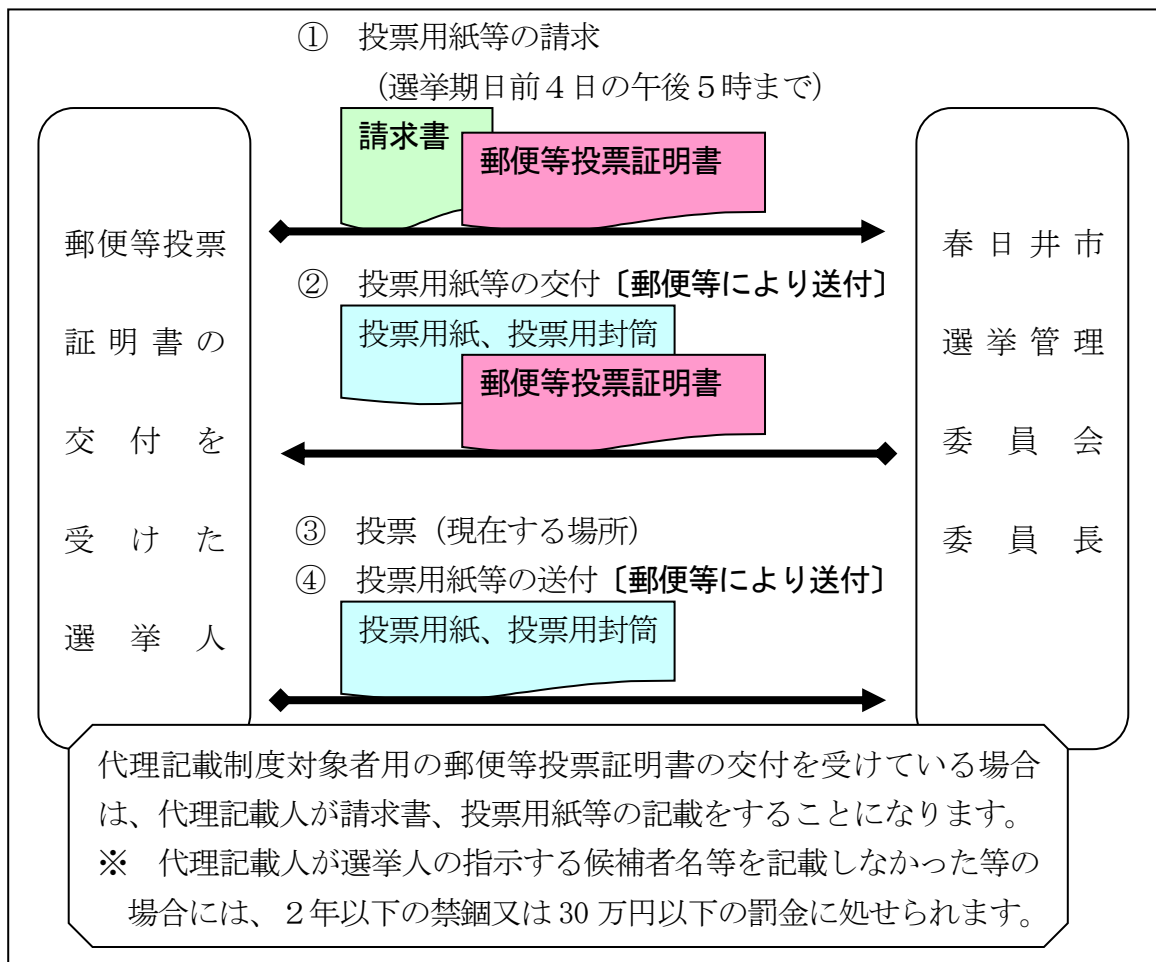 ① 投票用紙等の請求
（選挙期日前４日の午後５時まで）
請求書
郵便等投票証明書
郵便等投票
証明書の
交付を
受けた
選挙人
春日井市
選挙管理
委員会
委員長
② 投票用紙等の交付〔郵便等により送付〕
投票用紙、投票用封筒
郵便等投票証明書
③ 投票（現在する場所）
④ 投票用紙等の送付〔郵便等により送付〕
投票用紙、投票用封筒
代理記載制度対象者用の郵便等投票証明書の交付を受けている場合
は、代理記載人が請求書、投票用紙等の記載をすることになります。
※ 代理記載人が選挙人の指示する候補者名等を記載しなかった等の
場合には、２年以下の禁錮又は 30 万円以下の罰金に処せられます。